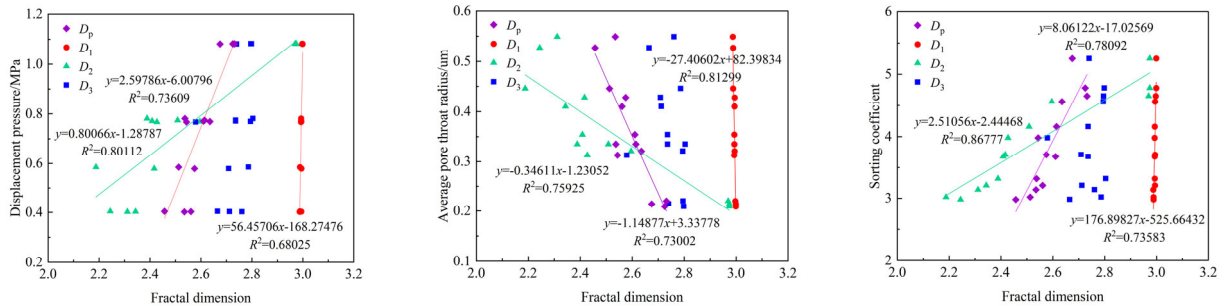 Displacement pressure/MPa
1.2
1.0
0.8
0.6
0.4
0.2
Dp
D1
D2
D3
y=2.59786x-6.00796
R²=0.73609
y=0.80066x-1.28787
R²=0.80112
y=56.45706x-168.27476
R²=0.68025
2.0 2.2 2.4 2.6 2.8 3.0 3.2
Fractal dimension
Average pore throat radius/um
0.6
0.5
0.4
0.3
0.2
0.1
Dp
D1
D2
D3
y=-27.40602x+82.39834
R²=0.81299
y=-0.34611x-1.23052
R²=0.75925
y=-1.14877x+3.33778
R²=0.73002
2.0 2.2 2.4 2.6 2.8 3.0 3.2
Fractal dimension
Sorting coefficient
6
5
4
3
2
Dp
D1
D2
D3
y=8.06122x-17.02569
R²=0.78092
y=2.51056x-2.44468
R²=0.86777
y=176.89827x-525.66432
R²=0.73583
2.0 2.2 2.4 2.6 2.8 3.0 3.2
Fractal dimension